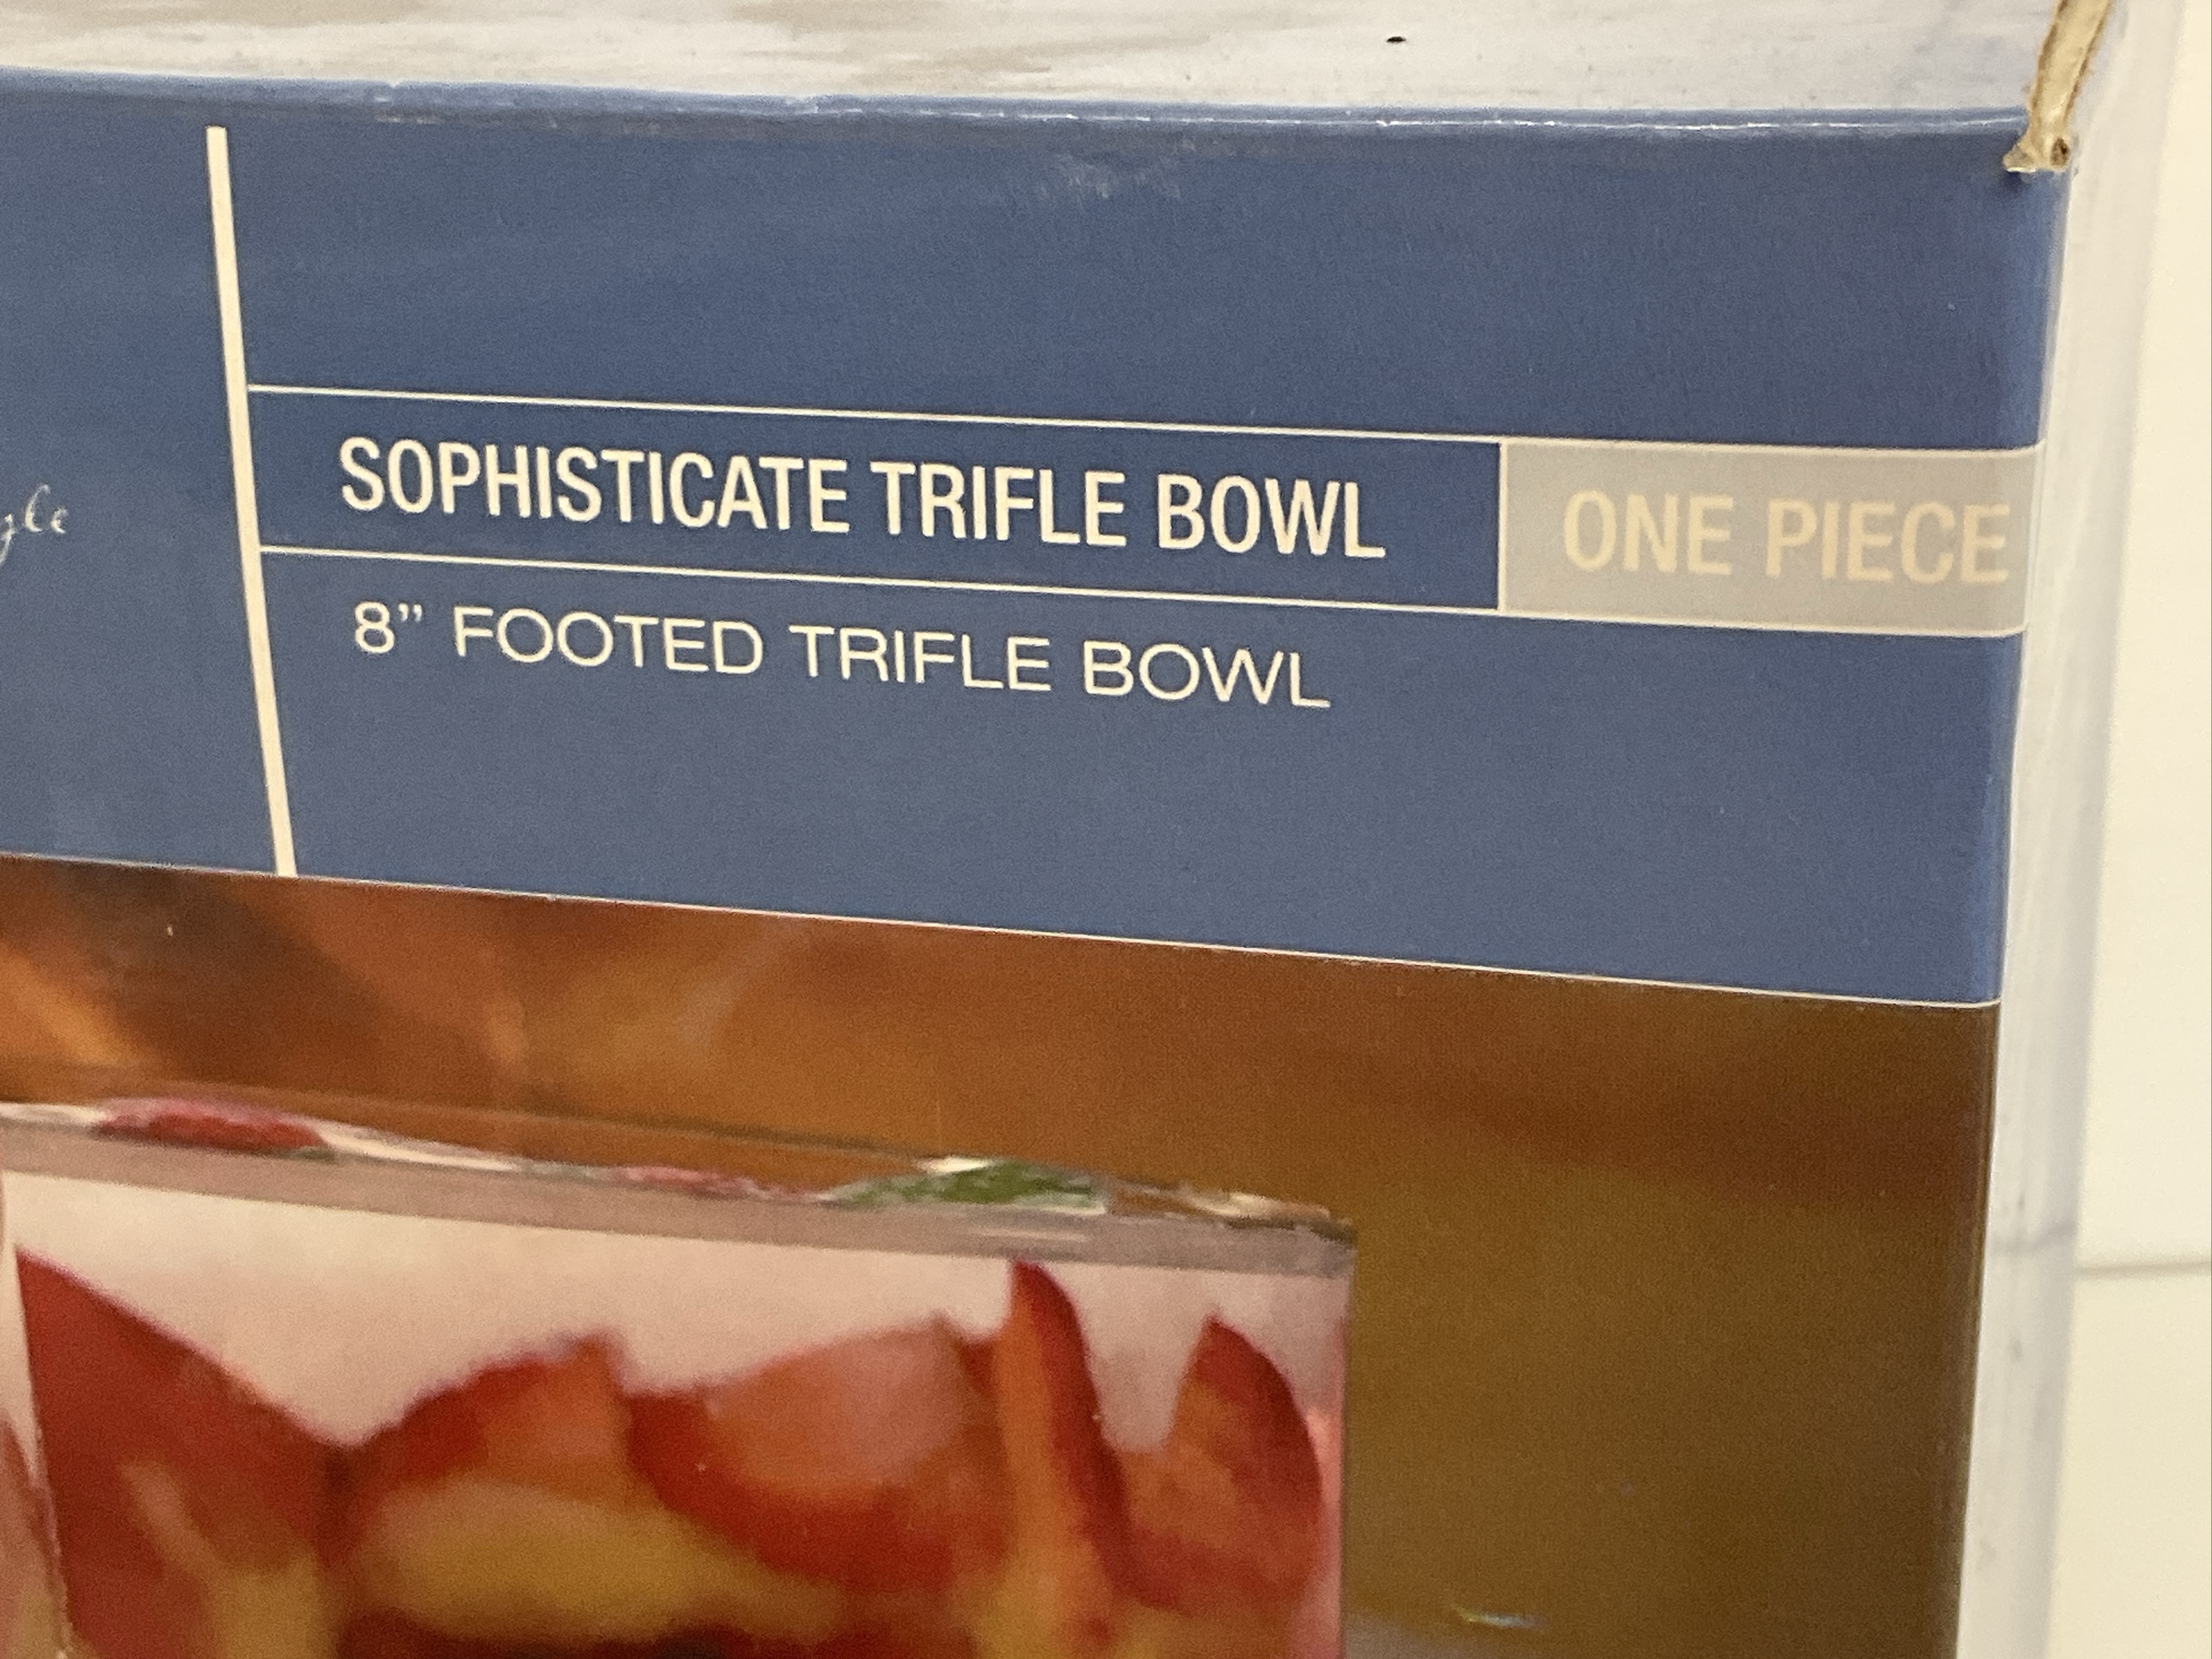 SOPHISTICATE TRIFLE BOWL ONE PIECE
8” FOOTED TRIFLE BOWL